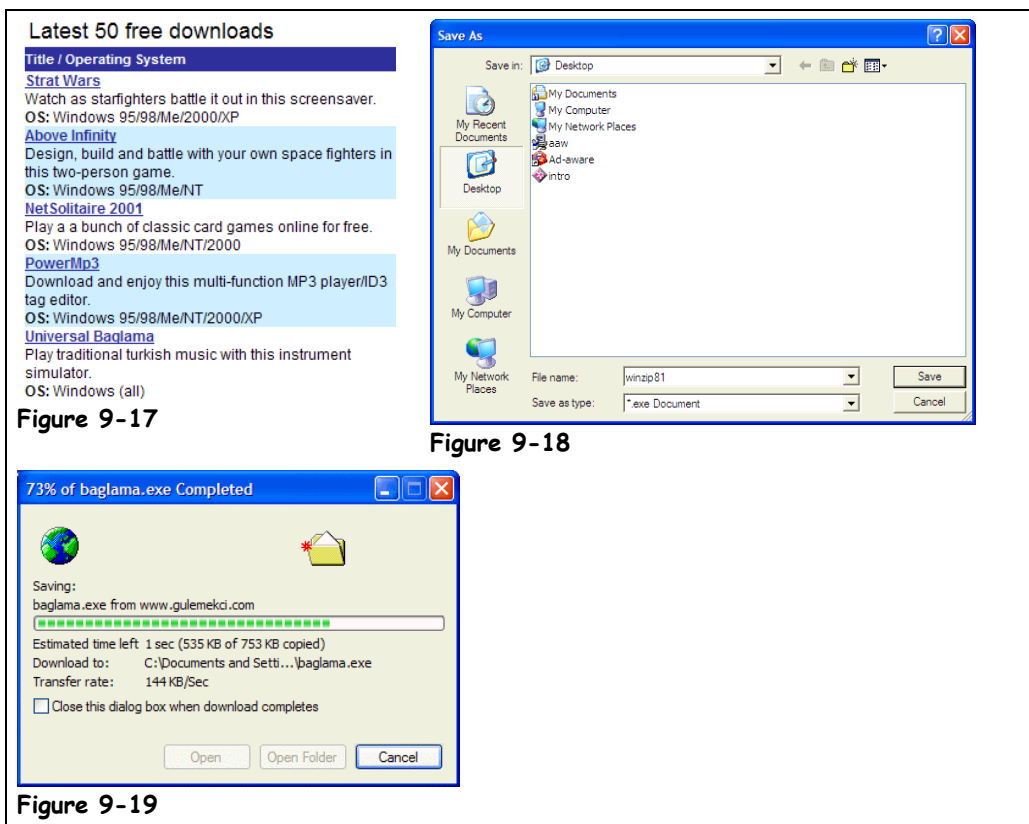 Latest 50 free downloads
Title / Operating System
Strat Wars
Watch as starfighters battle it out in this screensaver.
OS: Windows 95/98/Me/2000/XP
Above Infinity
Design, build and battle with your own space fighters in
this two-person game.
OS: Windows 95/98/Me/NT
NetSolitaire 2001
Play a a bunch of classic card games online for free.
OS: Windows 95/98/Me/NT/2000
PowerMp3
Download and enjoy this multi-function MP3 player/ID3
tag editor.
OS: Windows 95/98/Me/NT/2000/XP
Universal Baglama
Play traditional turkish music with this instrument
simulator.
OS: Windows (all)
Figure 9-17
Save As
Save in: Desktop
My Recent
Documents
Desktop
My Documents
My Computer
My Network
Places
My Documents
My Computer
My Network Places
aaw
Ad-aware
intro
File name: winzip81 Save
Save as type: *.exe Document Cancel
Figure 9-18
73% of baglama.exe Completed
Saving:
baglama.exe from www.gulemekci.com
Estimated time left 1 sec (535 KB of 753 KB copied)
Download to: C:\Documents and Setti...\baglama.exe
Transfer rate: 144 KB/Sec
Close this dialog box when download completes
Open Open Folder Cancel
Figure 9-19